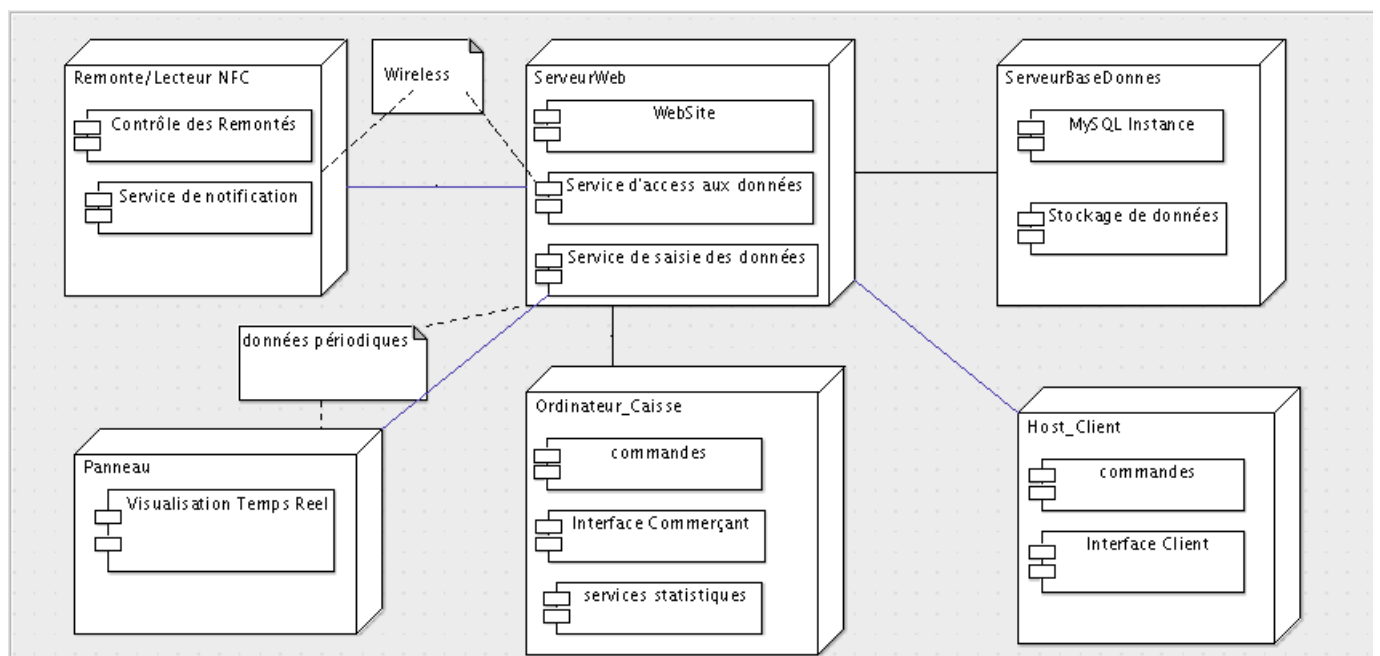 Remonte/Lecteur NFC
Contrôle des Remontés
Service de notification
Wireless
ServeurWeb
WebSite
Service d'access aux données
Service de saisie des données
ServeurBaseDonnes
MySQL Instance
Stockage de données
données périodiques
Panneau
Visualisation Temps Reel
Ordinateur_Caisse
commandes
Interface Commerçant
services statistiques
Host_Client
commandes
Interface Client